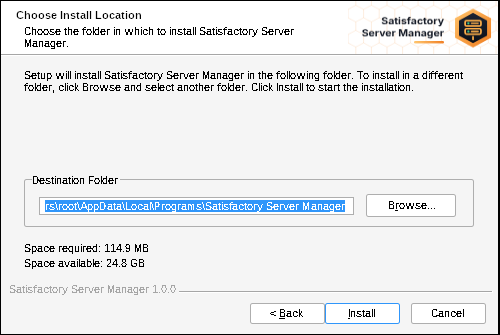 Choose Install Location
Choose the folder in which to install Satisfactory Server
Manager.
Satisfactory
Server Manager
Setup will install Satisfactory Server Manager in the following folder. To install in a different
folder, click Browse and select another folder. Click Install to start the installation.
Destination Folder
rs\root\AppData\Local\Programs\Satisfactory Server Manager
Browse...
Space required: 114.9 MB
Space available: 24.8 GB
Satisfactory Server Manager 1.0.0
< Back
Install
Cancel